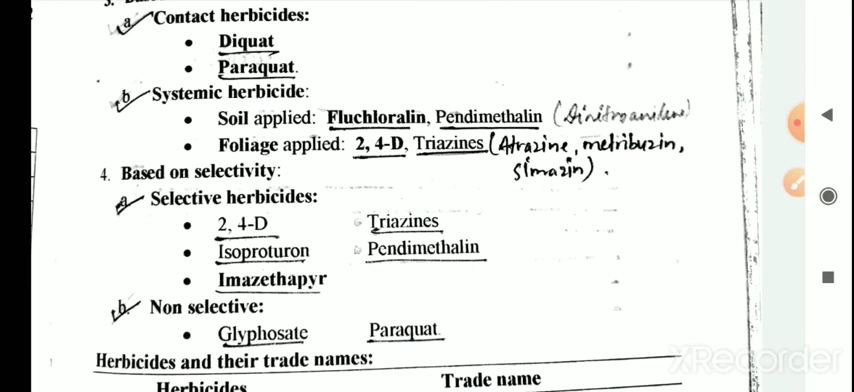 a Contact herbicides:
• Diquat
• Paraquat.
b Systemic herbicide:
• Soil applied: Fluchloralin, Pendimethalin (Dinitroanilene)
• Foliage applied: 2, 4-D, Triazines (Atrazine, metribuzin,
simazin).
4. Based on selectivity:
a Selective herbicides:
• 2, 4-D Triazines
• Isoproturon Pendimethalin
• Imazethapyr
b Non selective:
• Glyphosate Paraquat
Herbicides and their trade names:
Herbicides Trade name
XRecorder